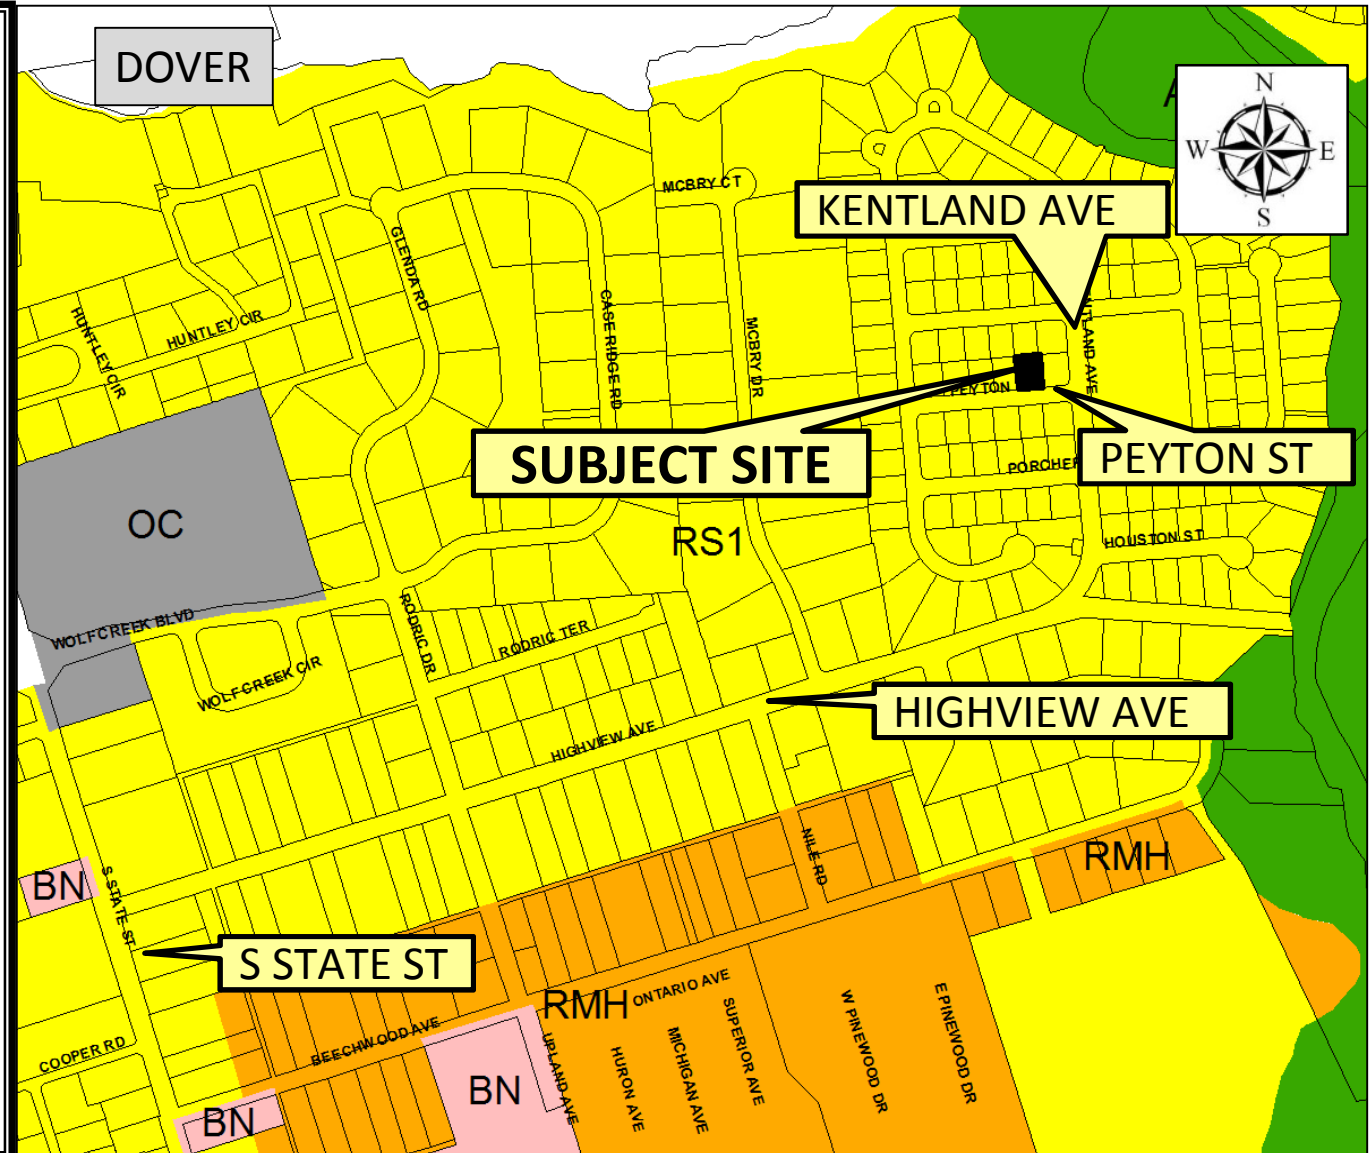 DOVER
A
N
W
E
S
MCBRY CT
KENTLAND AVE
GLENDA RD
HUNTLEY CIR
HUNTLEY CIR
CASE RIDGE RD
MCBRY DR
NTLAND AVE
PEYTON
SUBJECT SITE
PEYTON ST
PORCHER
OC
RS1
HOUSTON ST
WOLFCREEK BLVD
RODRIC DR
RODRIC TER
WOLFCREEK CIR
HIGHVIEW AVE
HIGHVIEW AVE
NILE RD
RMH
BN
S STATE ST
S STATE ST
RMH
ONTARIO AVE
W PINEWOOD DR
E PINEWOOD DR
SUPERIOR AVE
MICHIGAN AVE
HURON AVE
UPLAND AVE
BEECHWOOD AVE
COOPER RD
BN
BN